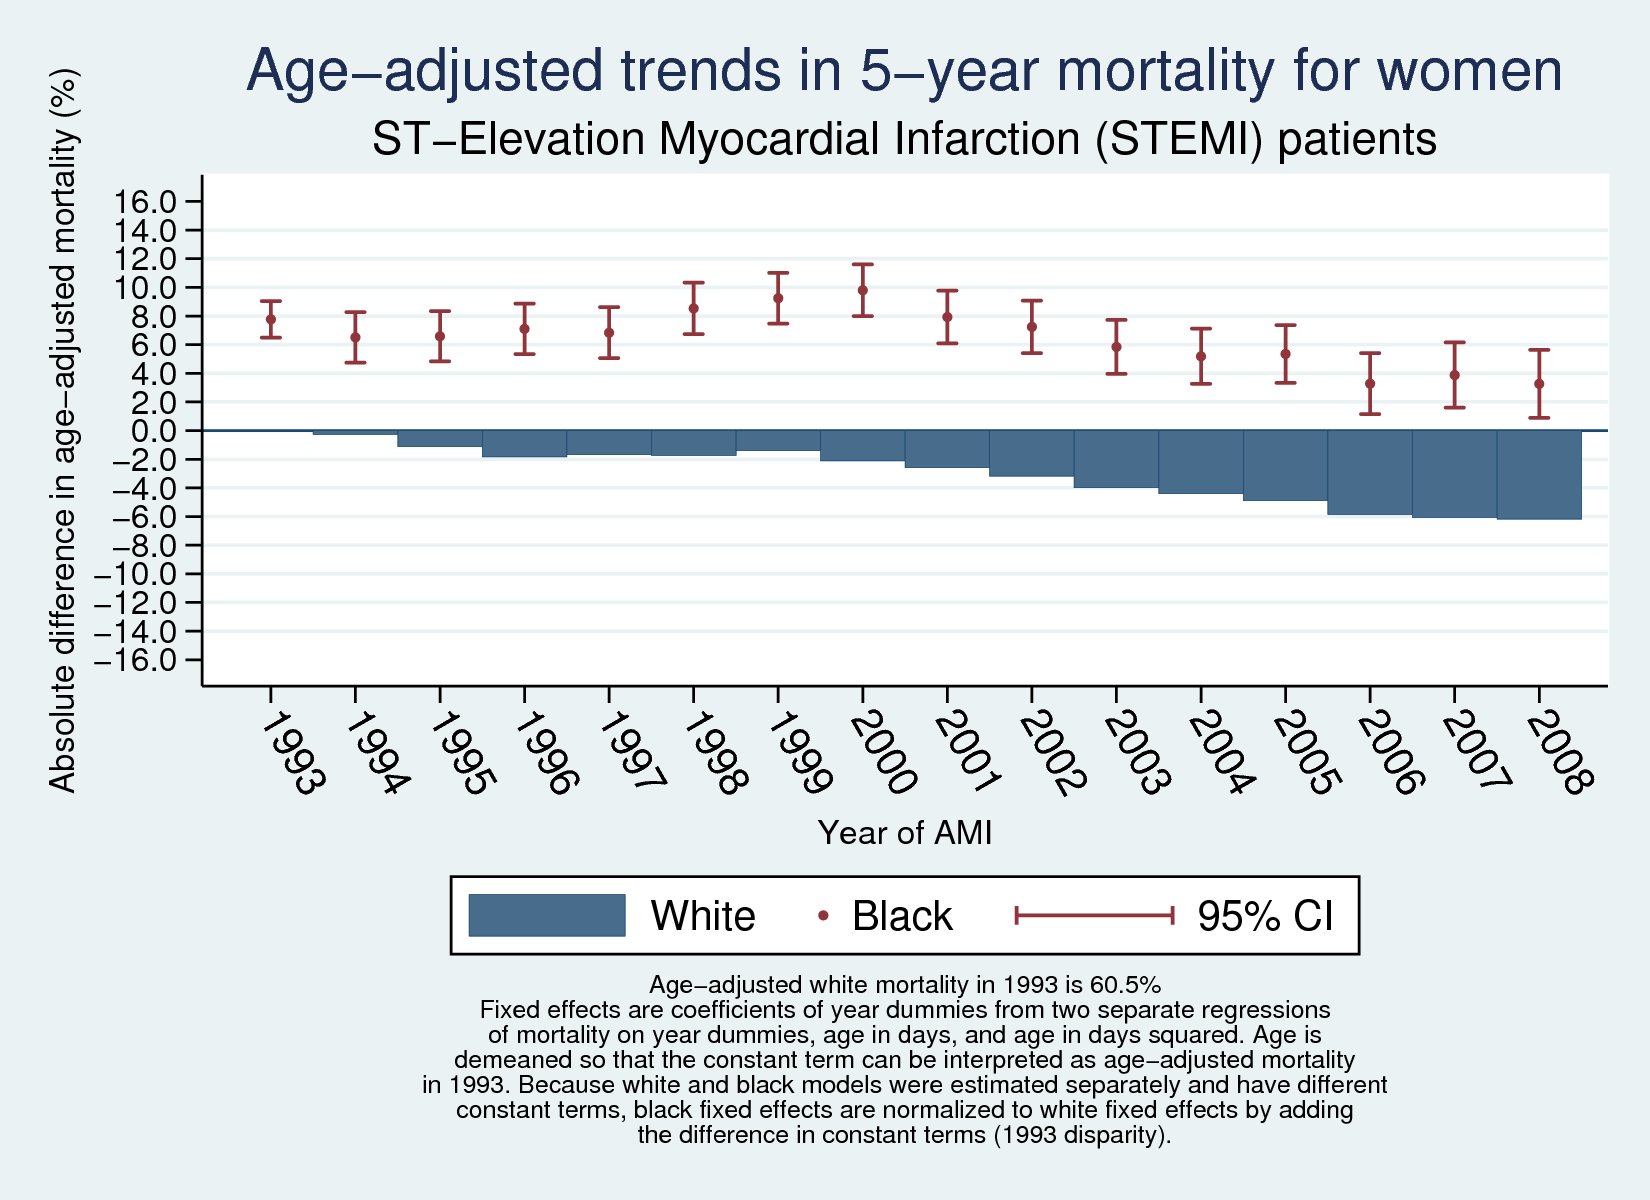 Age−adjusted trends in 5−year mortality for women
ST−Elevation Myocardial Infarction (STEMI) patients
Absolute difference in age−adjusted mortality (%)
16.0
14.0
12.0
10.0
8.0
6.0
4.0
2.0
0.0
−2.0
−4.0
−6.0
−8.0
−10.0
−12.0
−14.0
−16.0
1993 1994 1995 1996 1997 1998 1999 2000 2001 2002 2003 2004 2005 2006 2007 2008
Year of AMI
White Black 95% CI
Age−adjusted white mortality in 1993 is 60.5%
Fixed effects are coefficients of year dummies from two separate regressions
of mortality on year dummies, age in days, and age in days squared. Age is
demeaned so that the constant term can be interpreted as age−adjusted mortality
in 1993. Because white and black models were estimated separately and have different
constant terms, black fixed effects are normalized to white fixed effects by adding
the difference in constant terms (1993 disparity).